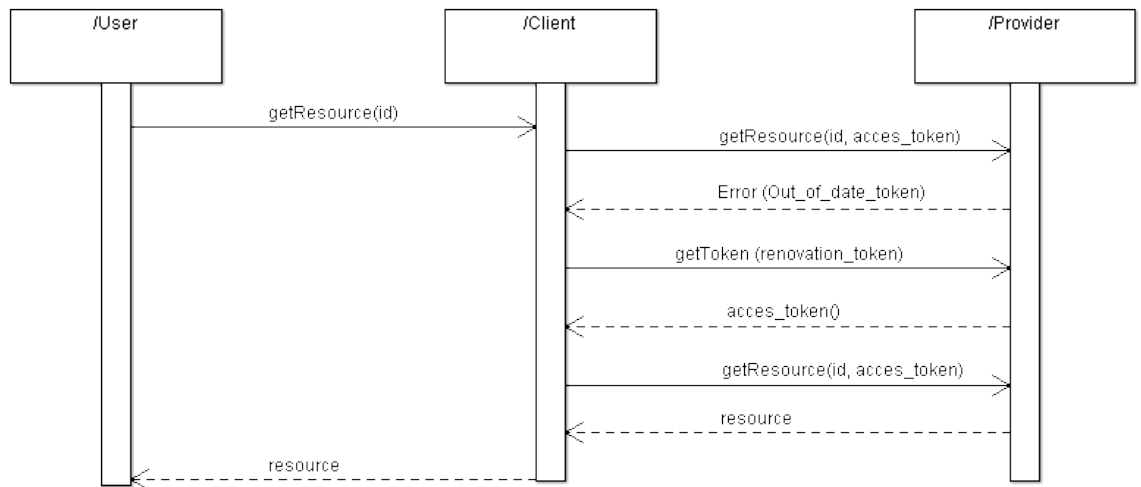 /User
/Client
/Provider
getResource(id)
getResource(id, acces_token)
Error (Out_of_date_token)
getToken (renovation_token)
acces_token()
getResource(id, acces_token)
resource
resource